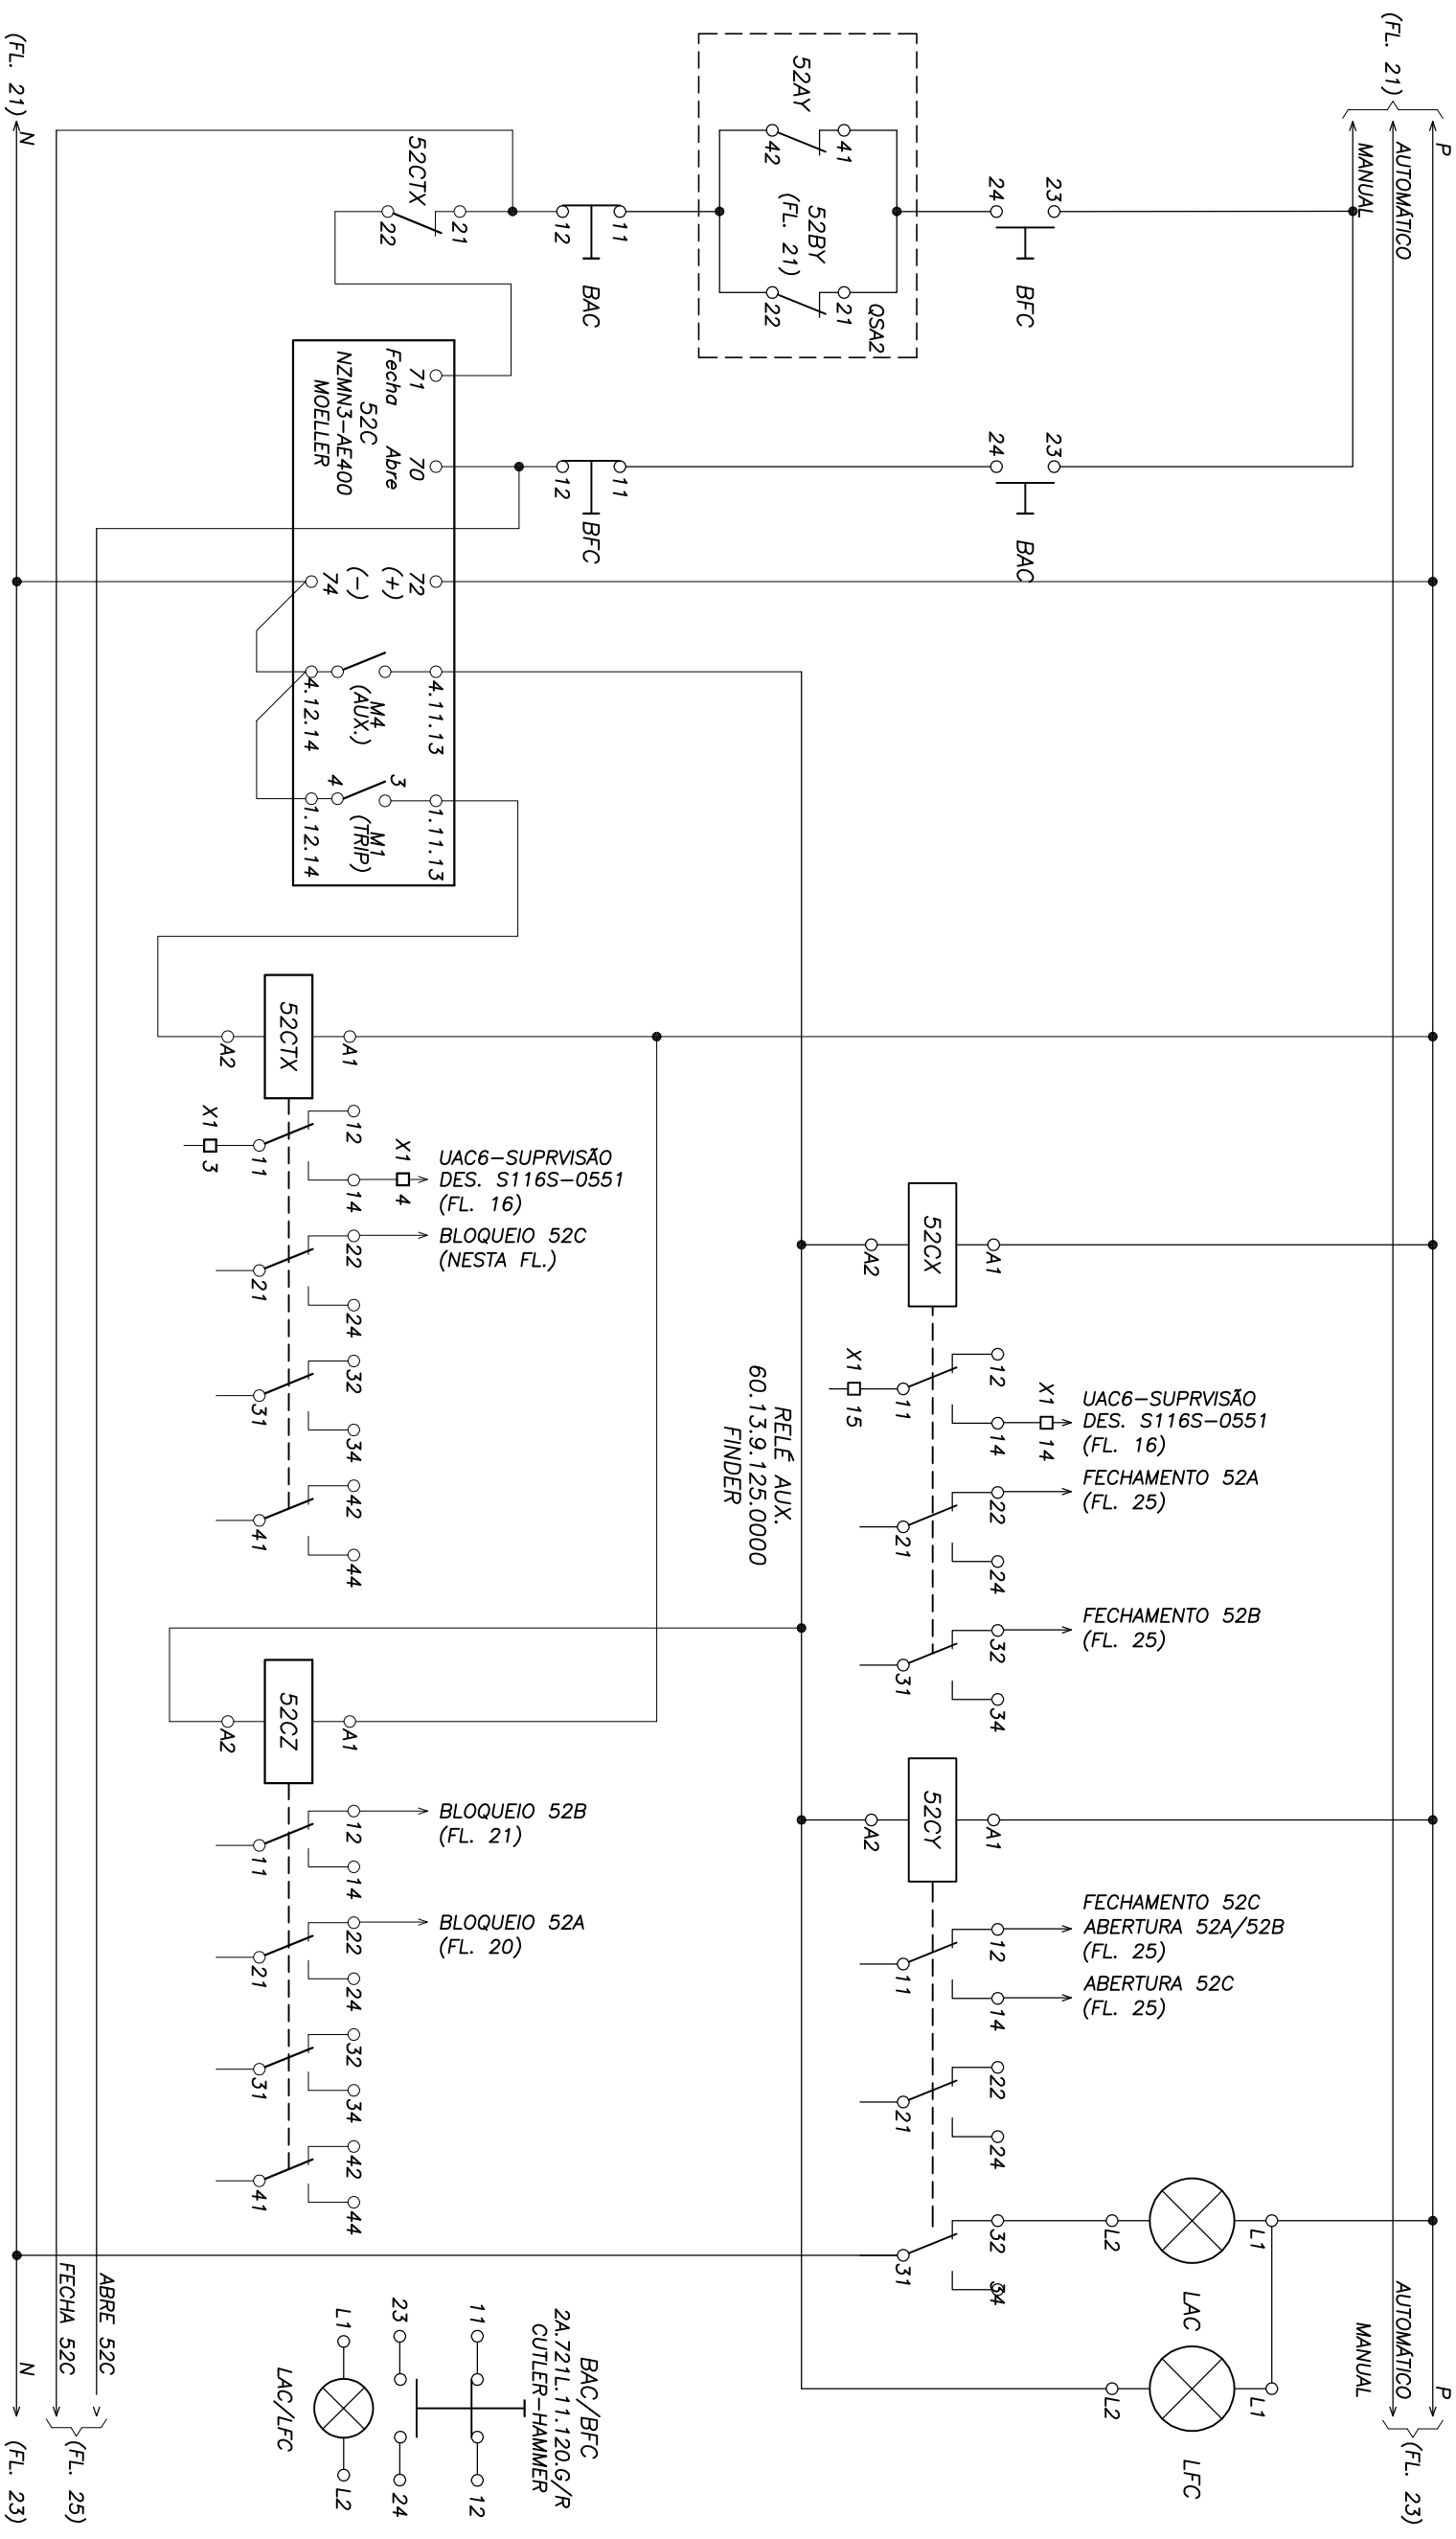 (FL. 21)
P
AUTOMÁTICO
MANUAL
23
24
BFC
23
24
BAC
QSA2
52AY
41
42
52BY
(FL. 21)
21
22
11
12
BAC
11
12
BFC
52CTX
21
22
71
Fecha
70
Abre
72
(+)
(-)
74
52C
NZMN3-AE400
MOELLER
4.11.13
M4
(AUX.)
4.12.14
1.11.13
3
4
M1
(TRIP)
1.12.14
(FL. 21)
N
A1
52CTX
A2
12
11
14
X1
3
X1
4
UAC6-SUPRVISÃO
DES. S116S-0551
(FL. 16)
22
21
24
BLOQUEIO 52C
(NESTA FL.)
32
31
34
42
41
44
A1
52CX
A2
12
11
14
X1
15
X1
14
UAC6-SUPRVISÃO
DES. S116S-0551
(FL. 16)
22
21
24
FECHAMENTO 52A
(FL. 25)
32
31
34
FECHAMENTO 52B
(FL. 25)
RELÉ AUX.
60.13.9.125.0000
FINDER
A1
52CY
A2
12
11
14
FECHAMENTO 52C
ABERTURA 52A/52B
(FL. 25)
ABERTURA 52C
(FL. 25)
22
21
24
32
31
34
A1
52CZ
A2
12
11
14
BLOQUEIO 52B
(FL. 21)
22
21
24
BLOQUEIO 52A
(FL. 20)
32
31
34
42
41
44
L1
L2
LAC
L1
L2
LFC
P
AUTOMÁTICO
MANUAL
(FL. 23)
BAC/BFC
2A.721L.11.120.G/R
CUTLER-HAMMER
11
12
23
24
L1
L2
LAC/LFC
ABRE 52C
FECHA 52C
(FL. 25)
N
(FL. 23)